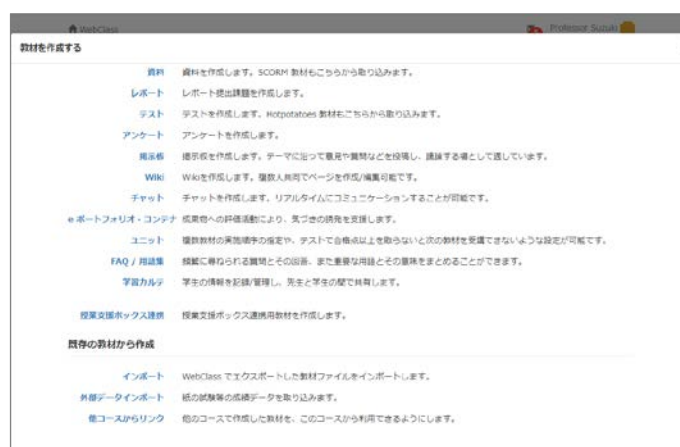 WebClass Professor Suzuki
教材を作成する
資料 資料を作成します。SCORM 教材もこちらから取り込みます。
レポート レポート提出課題を作成します。
テスト テストを作成します。Hotpotatoes 教材もこちらから取り込みます。
アンケート アンケートを作成します。
掲示板 掲示板を作成します。テーマに沿って意見や質問などを投稿し、議論する場として適しています。
Wiki Wikiを作成します。複数人共同でページを作成/編集可能です。
チャット チャットを作成します。リアルタイムにコミュニケーションすることが可能です。
e ポートフォリオ・コンテナ 成果物への評価活動により、気づきの誘発を支援します。
ユニット 複数教材の実施順序の指定や、テストで合格点以上を取らないと次の教材を受講できないような設定が可能です。
FAQ / 用語集 頻繁に尋ねられる質問とその回答、また重要な用語とその意味をまとめることができます。
学習カルテ 学生の情報を記録/管理し、先生と学生の間で共有します。
授業支援ボックス連携 授業支援ボックス連携用教材を作成します。
既存の教材から作成
インポート WebClass でエクスポートした教材ファイルをインポートします。
外部データインポート 紙の試験等の成績データを取り込みます。
他コースからリンク 他のコースで作成した教材を、このコースから利用できるようにします。